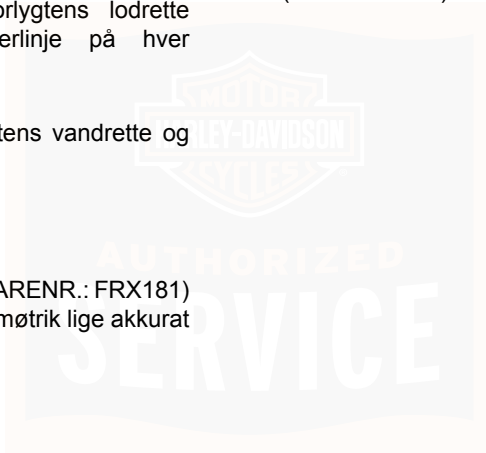 orlygtens lodrette
erlinje på hver
tens vandrette og
MOTOR
HARLEY-DAVIDSON
CYCLES
AUTHORIZED
SERVICE
ARENR.: FRX181)
møtrik lige akkurat